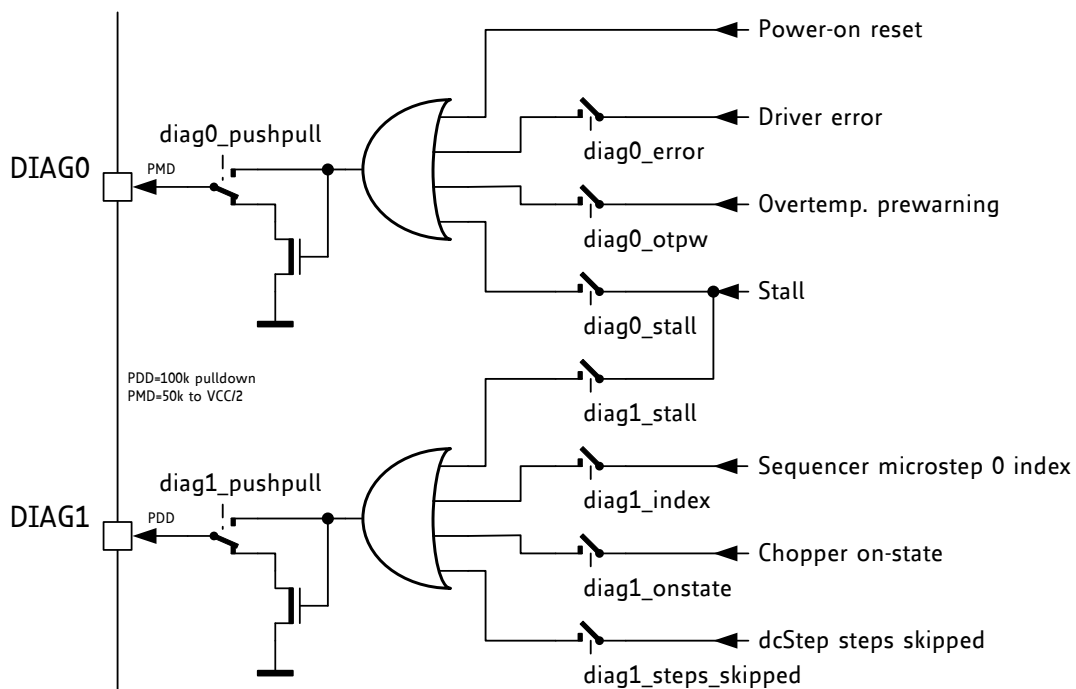 Power-on reset
Driver error
diag0_error
diag0_pushpull
DIAG0
PMD
Overtemp. prewarning
diag0_otpw
Stall
diag0_stall
PDD=100k pulldown
PMD=50k to VCC/2
diag1_stall
Sequencer microstep 0 index
diag1_index
diag1_pushpull
DIAG1
PDD
Chopper on-state
diag1_onstate
dcStep steps skipped
diag1_steps_skipped